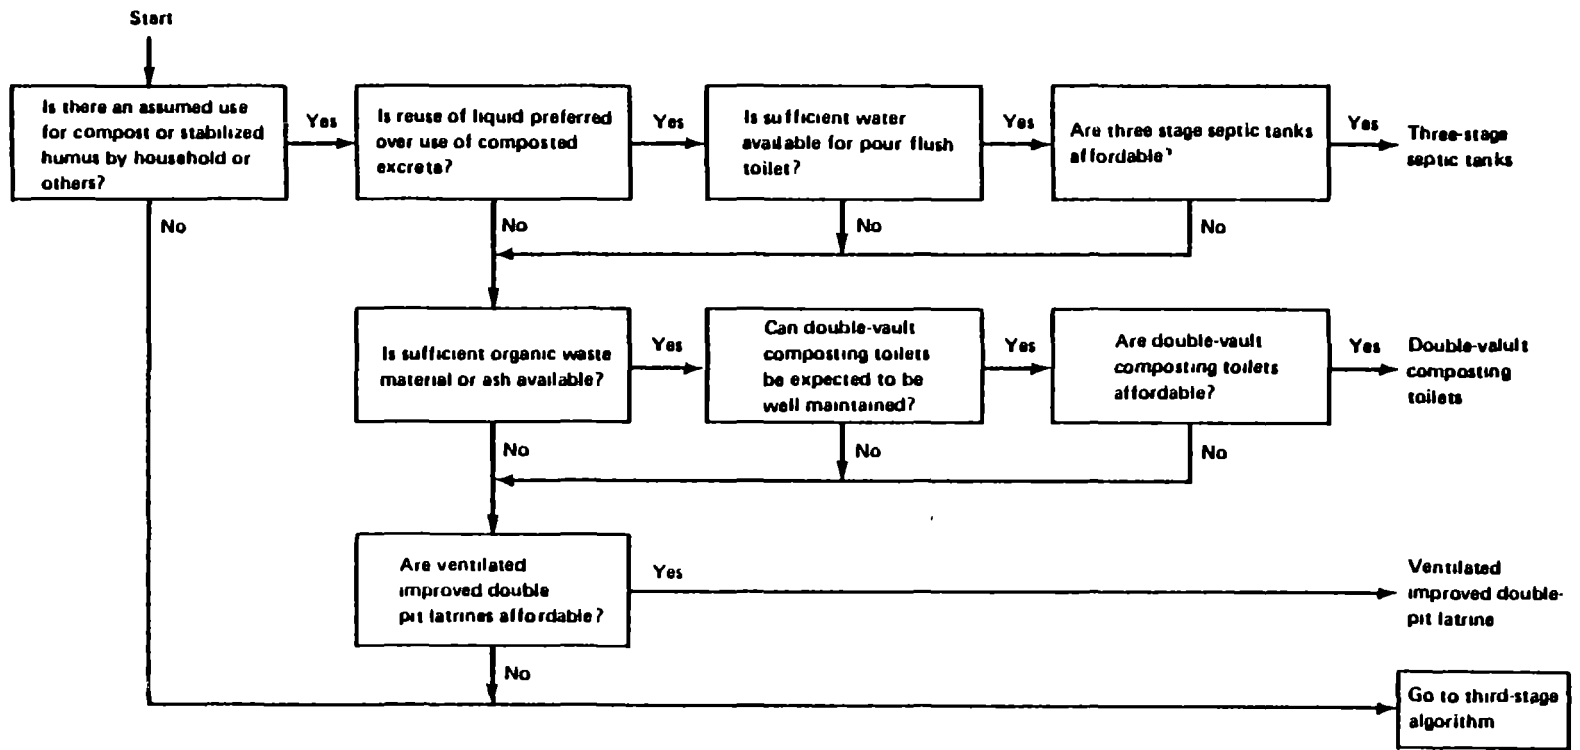 Start
Is there an assumed use
for compost or stabilized
humus by household or
others?
Yes
Is reuse of liquid preferred
over use of composted
excreta?
Yes
Is sufficient water
available for pour flush
toilet?
Yes
Are three stage septic tanks
affordable?
Yes
Three-stage
septic tanks
No
No
No
No
Is sufficient organic waste
material or ash available?
Yes
Can double-vault
composting toilets
be expected to be
well maintained?
Yes
Are double-vault
composting toilets
affordable?
Yes
Double-valult
composting
toilets
No
No
No
Are ventilated
improved double
pit latrines affordable?
Yes
Ventilated
improved double-
pit latrine
No
Go to third-stage
algorithm